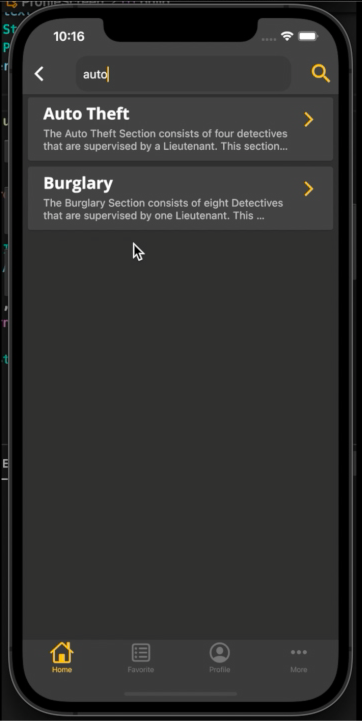 10:16
auto
Auto Theft
The Auto Theft Section consists of four detectives
that are supervised by a Lieutenant. This section...
Burglary
The Burglary Section consists of eight Detectives
that are supervised by one Lieutenant. This ...
Home
Favorite
Profile
More